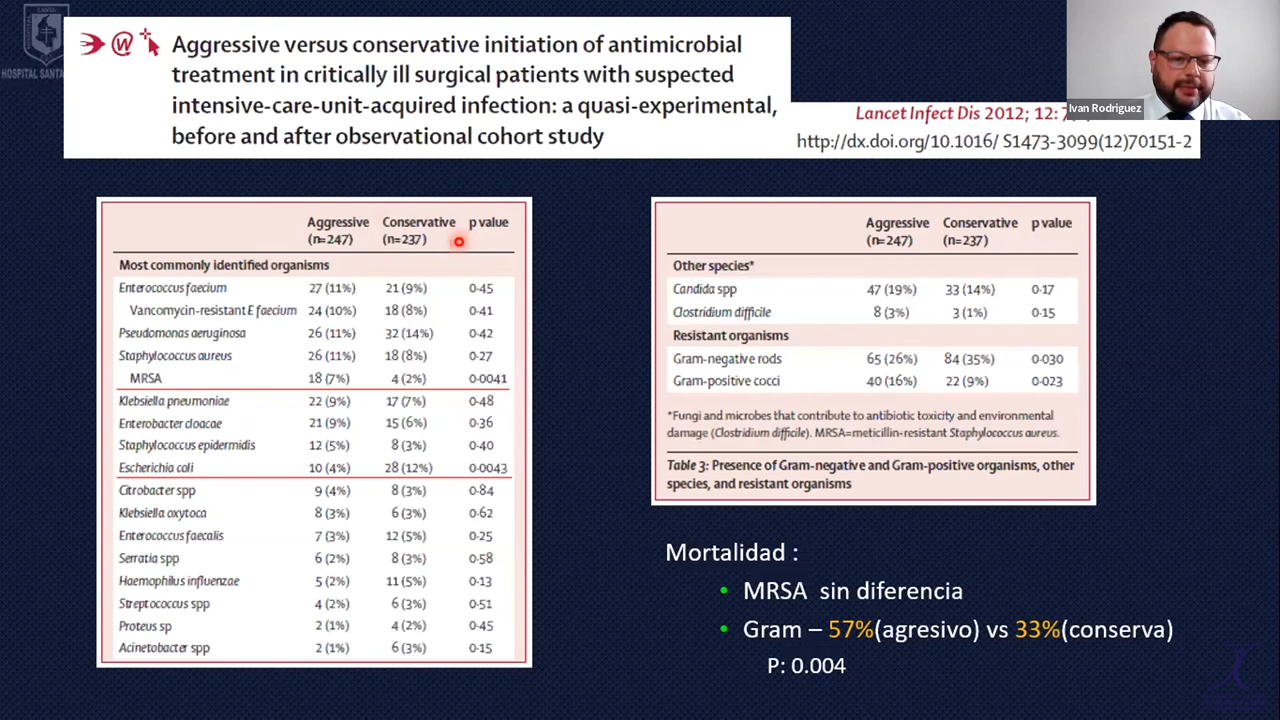 HOSPITAL SANTA
Aggressive versus conservative initiation of antimicrobial
treatment in critically ill surgical patients with suspected
intensive-care-unit-acquired infection: a quasi-experimental,
before and after observational cohort study
Ivan Rodriguez
Lancet Infect Dis 2012; 12:
http://dx.doi.org/10.1016/ S1473-3099(12)70151-2
Aggressive Conservative p value
(n=247) (n=237)
Most commonly identified organisms
Enterococcus faecium 27 (11%) 21 (9%) 0·45
Vancomycin-resistant E faecium 24 (10%) 18 (8%) 0·41
Pseudomonas aeruginosa 26 (11%) 32 (14%) 0·42
Staphylococcus aureus 26 (11%) 18 (8%) 0·27
MRSA 18 (7%) 4 (2%) 0·0041
Klebsiella pneumoniae 22 (9%) 17 (7%) 0·48
Enterobacter cloacae 21 (9%) 15 (6%) 0·36
Staphylococcus epidermidis 12 (5%) 8 (3%) 0·40
Escherichia coli 10 (4%) 28 (12%) 0·0043
Citrobacter spp 9 (4%) 8 (3%) 0·84
Klebsiella oxytoca 8 (3%) 6 (3%) 0·62
Enterococcus faecalis 7 (3%) 12 (5%) 0·25
Serratia spp 6 (2%) 8 (3%) 0·58
Haemophilus influenzae 5 (2%) 11 (5%) 0·13
Streptococcus spp 4 (2%) 6 (3%) 0·51
Proteus sp 2 (1%) 4 (2%) 0·45
Acinetobacter spp 2 (1%) 6 (3%) 0·15
Aggressive Conservative p value
(n=247) (n=237)
Other species*
Candida spp 47 (19%) 33 (14%) 0·17
Clostridium difficile 8 (3%) 3 (1%) 0·15
Resistant organisms
Gram-negative rods 65 (26%) 84 (35%) 0·030
Gram-positive cocci 40 (16%) 22 (9%) 0·023
*Fungi and microbes that contribute to antibiotic toxicity and environmental
damage (Clostridium difficile). MRSA=meticillin-resistant Staphylococcus aureus.
Table 3: Presence of Gram-negative and Gram-positive organisms, other
species, and resistant organisms
Mortalidad :
• MRSA sin diferencia
• Gram – 57%(agresivo) vs 33%(conserva)
P: 0.004